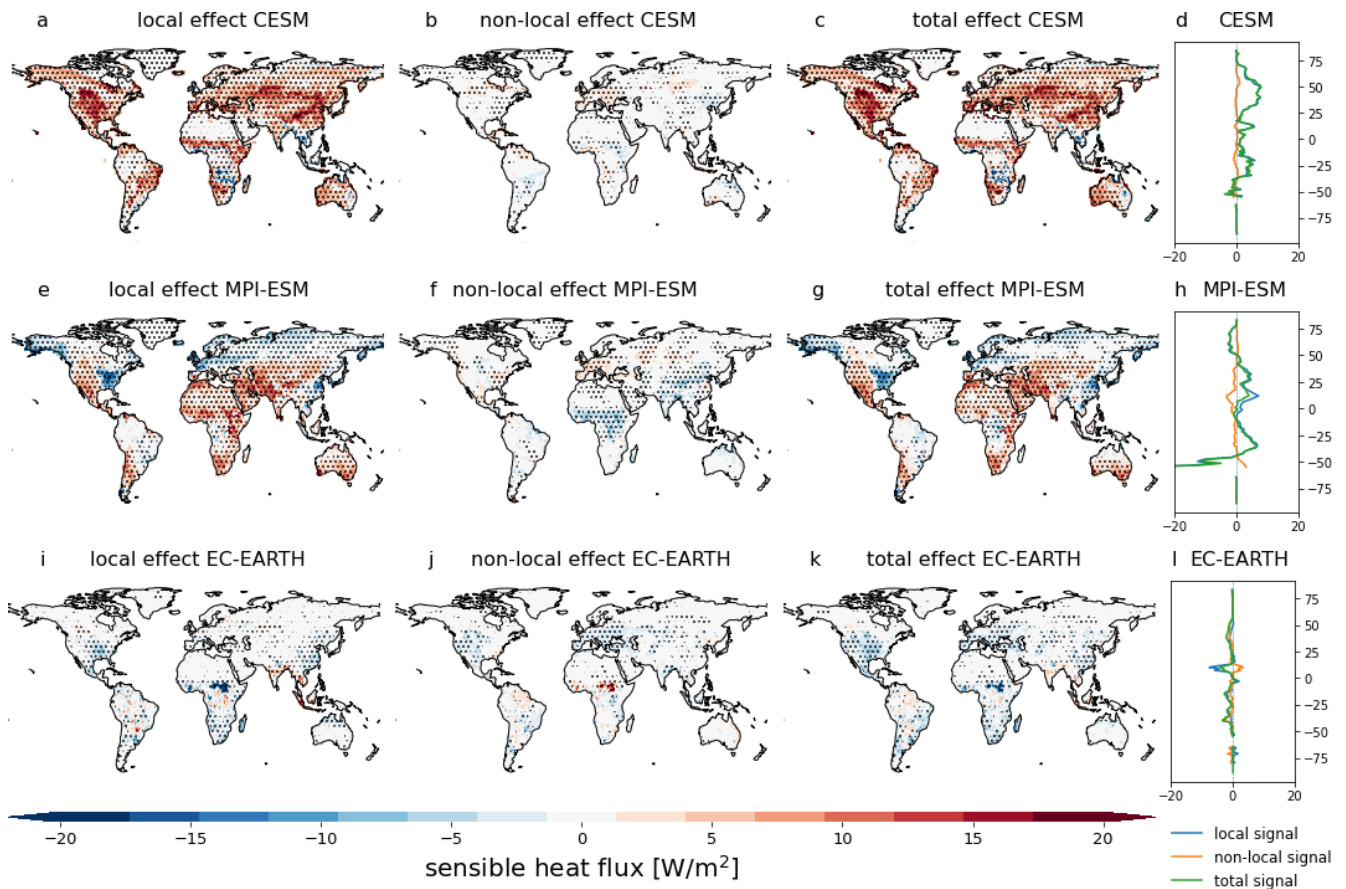 a local effect CESM b non-local effect CESM c total effect CESM d CESM
75
50
25
0
−25
−50
−75
−20 0 20
e local effect MPI-ESM f non-local effect MPI-ESM g total effect MPI-ESM h MPI-ESM
75
50
25
0
−25
−50
−75
−20 0 20
i local effect EC-EARTH j non-local effect EC-EARTH k total effect EC-EARTH l EC-EARTH
75
50
25
0
−25
−50
−75
−20 0 20
−20 −15 −10 −5 0 5 10 15 20
sensible heat flux [W/m²]
local signal
non-local signal
total signal